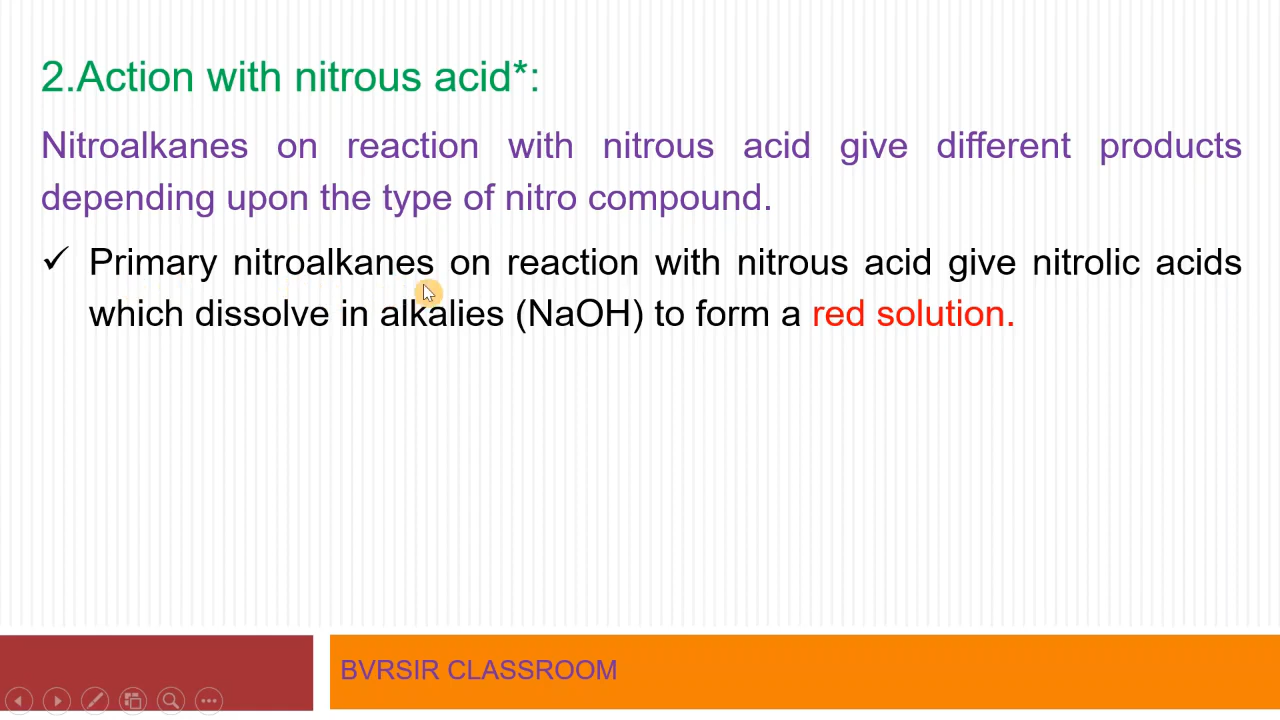 2.Action with nitrous acid*:
Nitroalkanes on reaction with nitrous acid give different products
depending upon the type of nitro compound.
✓ Primary nitroalkanes on reaction with nitrous acid give nitrolic acids
which dissolve in alkalies (NaOH) to form a red solution.
BVRSIR CLASSROOM